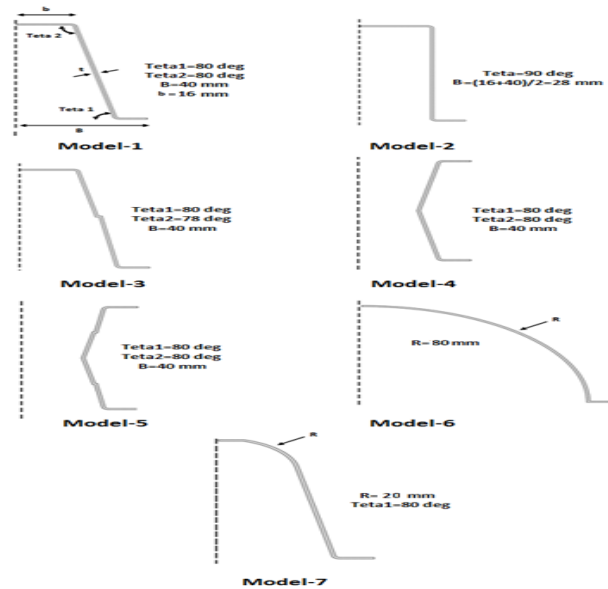 b
Teta 2
t
Teta 1
B
Teta1=80 deg
Teta2=80 deg
B=40 mm
b=16 mm
Model-1
Teta=90 deg
B=(16+40)/2=28 mm
Model-2
Teta1=80 deg
Teta2=78 deg
B=40 mm
Model-3
Teta1=80 deg
Teta2=80 deg
B=40 mm
Model-4
Teta1=80 deg
Teta2=80 deg
B=40 mm
Model-5
R
R=80 mm
Model-6
R
R= 20 mm
Teta1=80 deg
Model-7